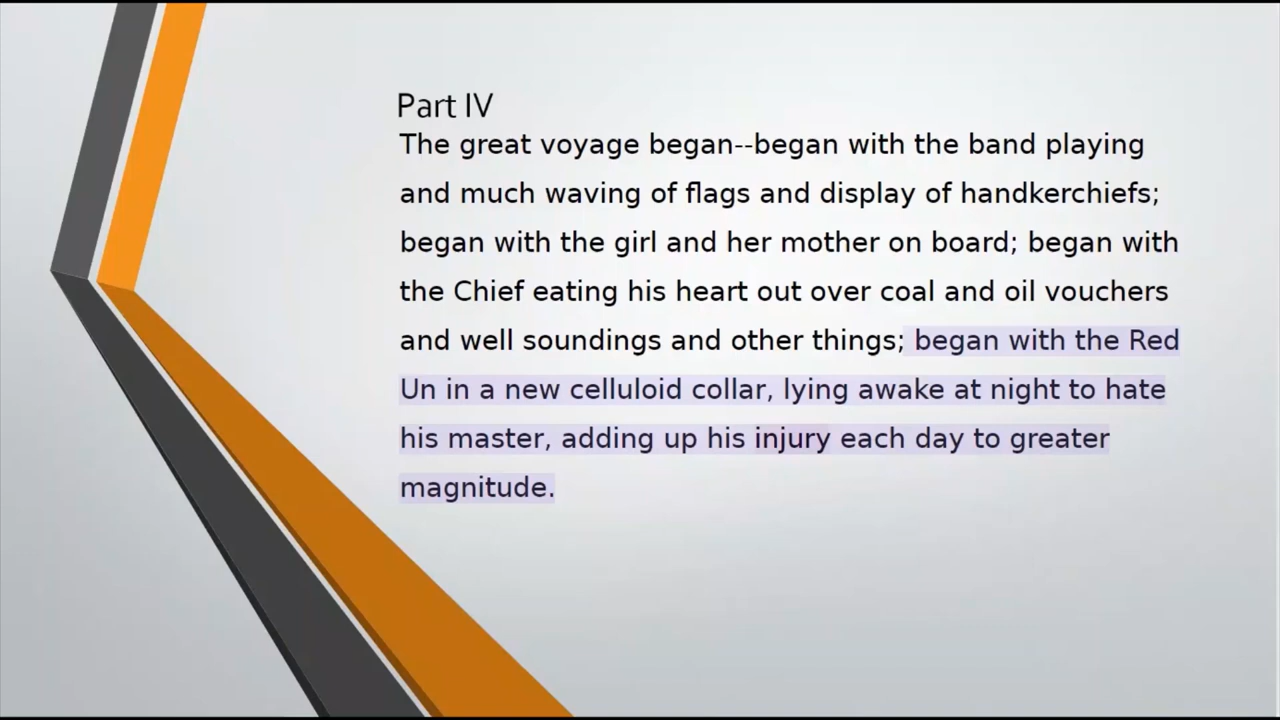 Part IV
The great voyage began--began with the band playing
and much waving of flags and display of handkerchiefs;
began with the girl and her mother on board; began with
the Chief eating his heart out over coal and oil vouchers
and well soundings and other things; began with the Red
Un in a new celluloid collar, lying awake at night to hate
his master, adding up his injury each day to greater
magnitude.